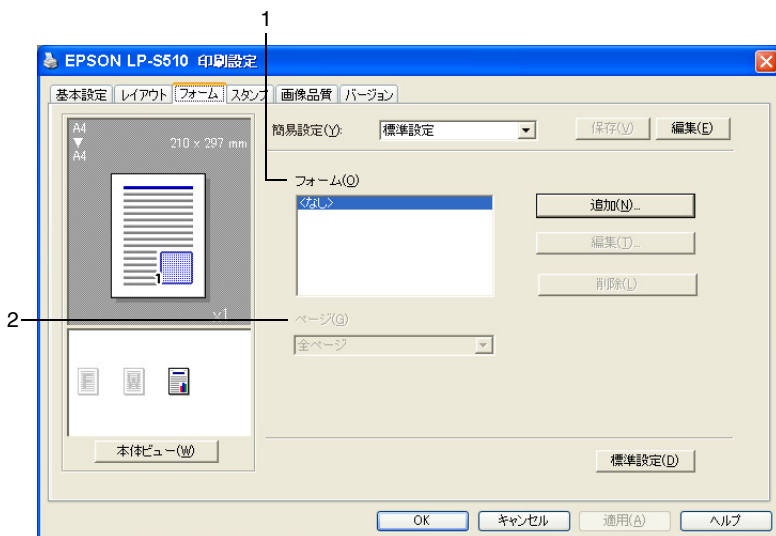 1
EPSON LP-S510 印刷設定
基本設定 レイアウト フォーム スタンプ 画像品質 バージョン
A4
A4
210 × 297 mm
簡易設定(Y): 標準設定 保存(V) 編集(E)
フォーム(O)
<なし>
追加(N)...
編集(T)...
削除(L)
1
x1
2
ページ(G)
全ページ
本体ビュー(W)
標準設定(D)
OK キャンセル 適用(A) ヘルプ